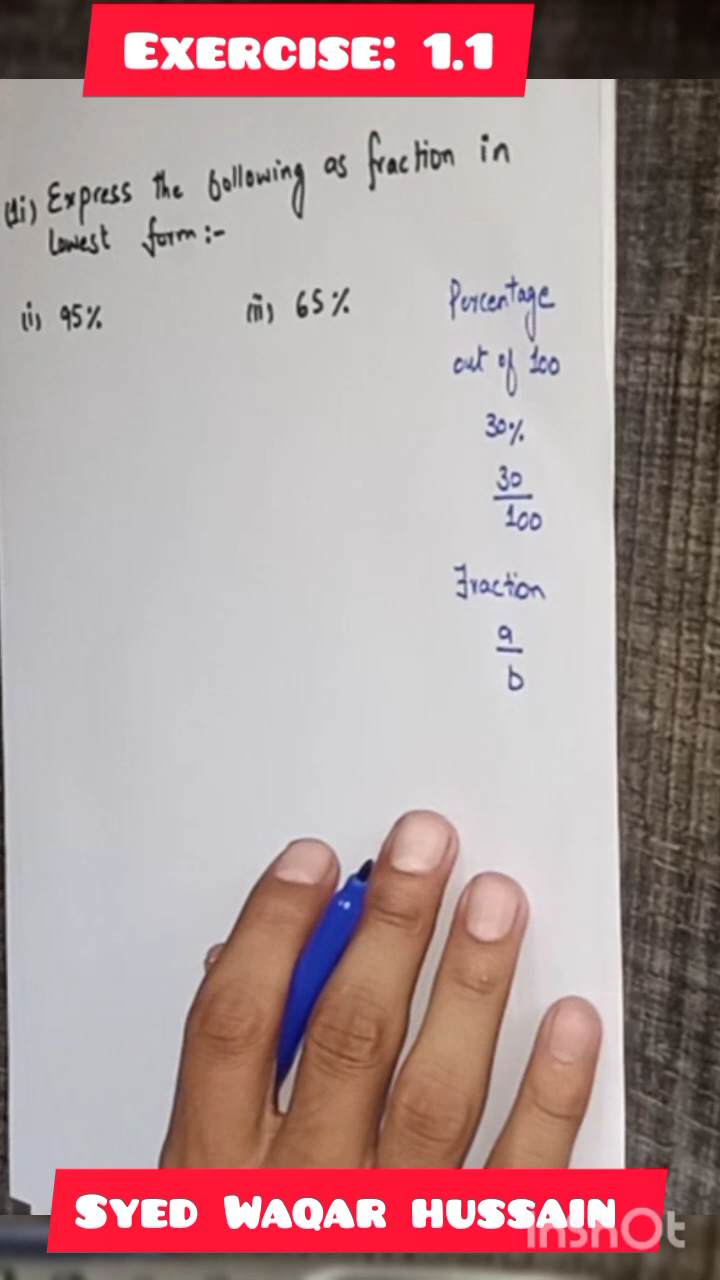 EXERCISE: 1.1
(1i) Express the following as fraction in
lowest form:-
(i) 95%
(ii) 65%
Percentage
out of 100
30%
30
100
Fraction
a
b
SYED WAQAR HUSSAIN
inshOt